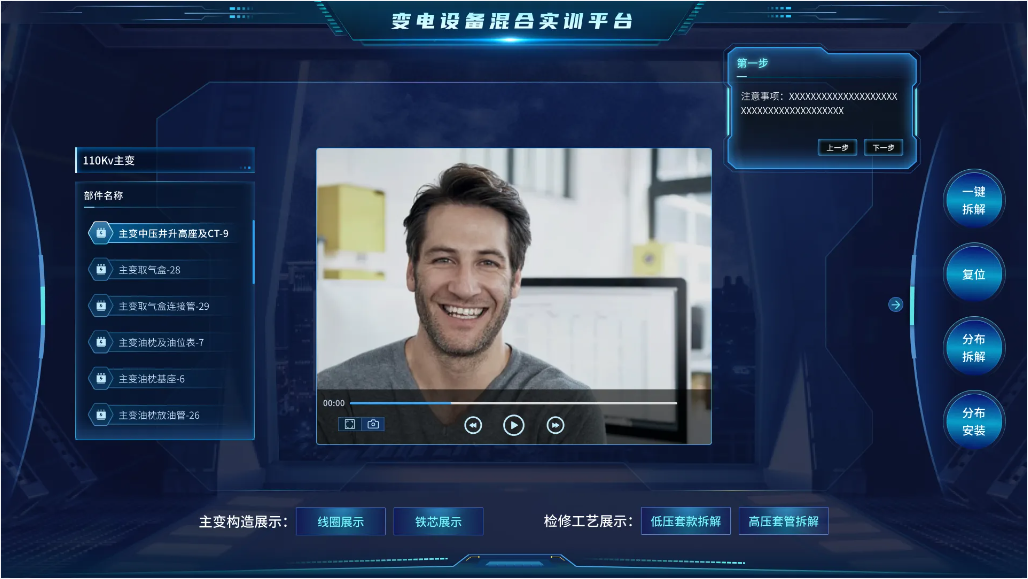 变电设备混合实训平台
第一步
注意事项：XXXXXXXXXXXXXXXXXXXX
XXXXXXXXXXXXXXXXXXX
上一步
下一步
110Kv主变
部件名称
主变中压井升高座及CT-9
主变取气盒-28
主变取气盒连接管-29
主变油枕及油位表-7
主变油枕基座-6
主变油枕放油管-26
00:00
一键
拆解
复位
分布
拆解
分布
安装
主变构造展示：
线圈展示
铁芯展示
检修工艺展示：
低压套款拆解
高压套管拆解